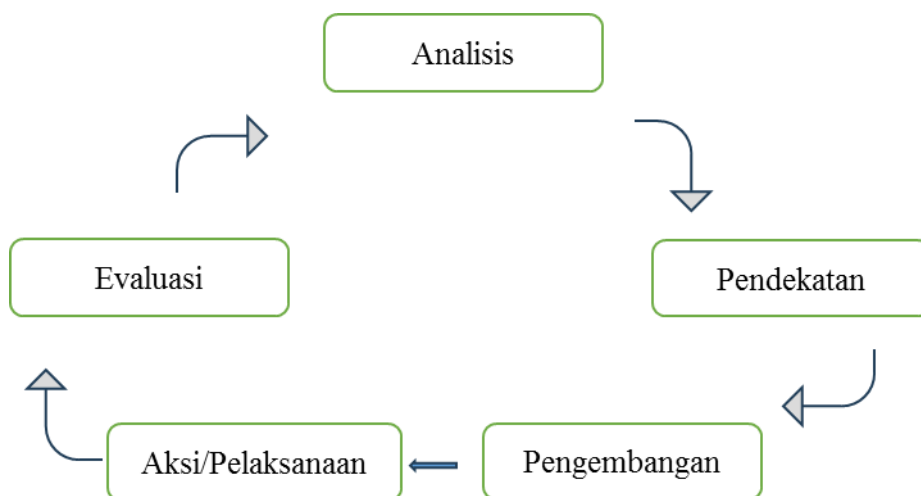 Analisis
Evaluasi
Pendekatan
Aksi/Pelaksanaan
Pengembangan